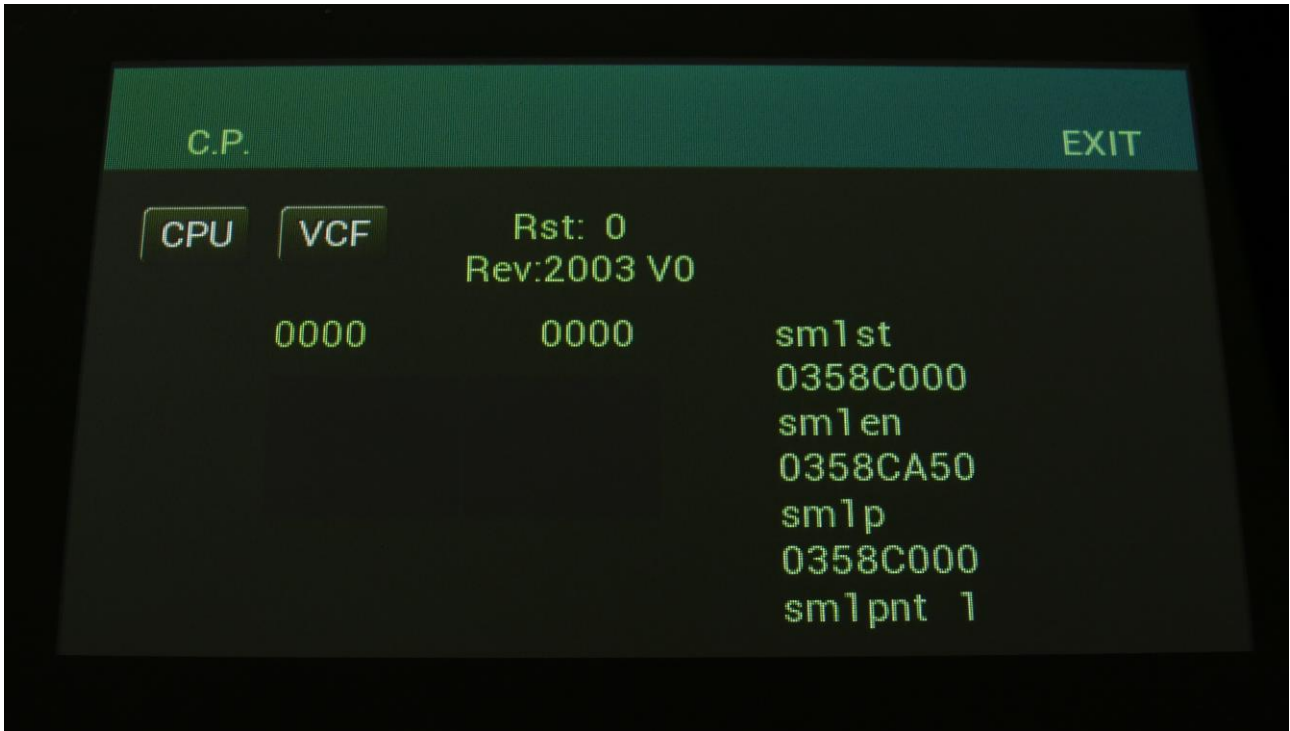 C.P. EXIT
CPU VCF Rst: 0
Rev:2003 V0
0000 0000 sm1st
0358C000
sm1en
0358CA50
sm1p
0358C000
sm1pnt 1